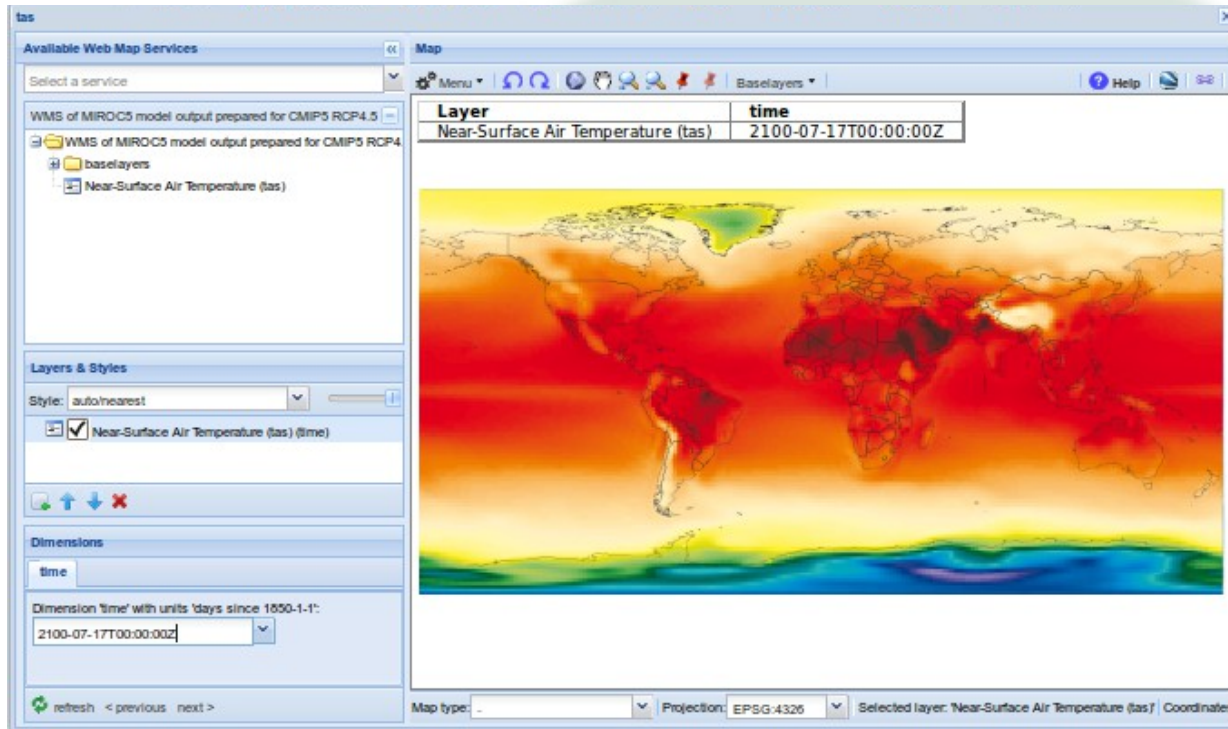 tas
Available Web Map Services
Select a service
WMS of MIROC5 model output prepared for CMIP5 RCP4.5
WMS of MIROC5 model output prepared for CMIP5 RCP4.
baselayers
Near-Surface Air Temperature (tas)
Layers & Styles
Style: auto/nearest
Near-Surface Air Temperature (tas) (time)
Dimensions
time
Dimension 'time' with units 'days since 1850-1-1':
2100-07-17T00:00:00Z
refresh < previous next >
Map
Menu Baselayers Help
Layer time
Near-Surface Air Temperature (tas) 2100-07-17T00:00:00Z
Map type: - Projection: EPSG:4326 Selected layer: 'Near-Surface Air Temperature (tas)' Coordinate